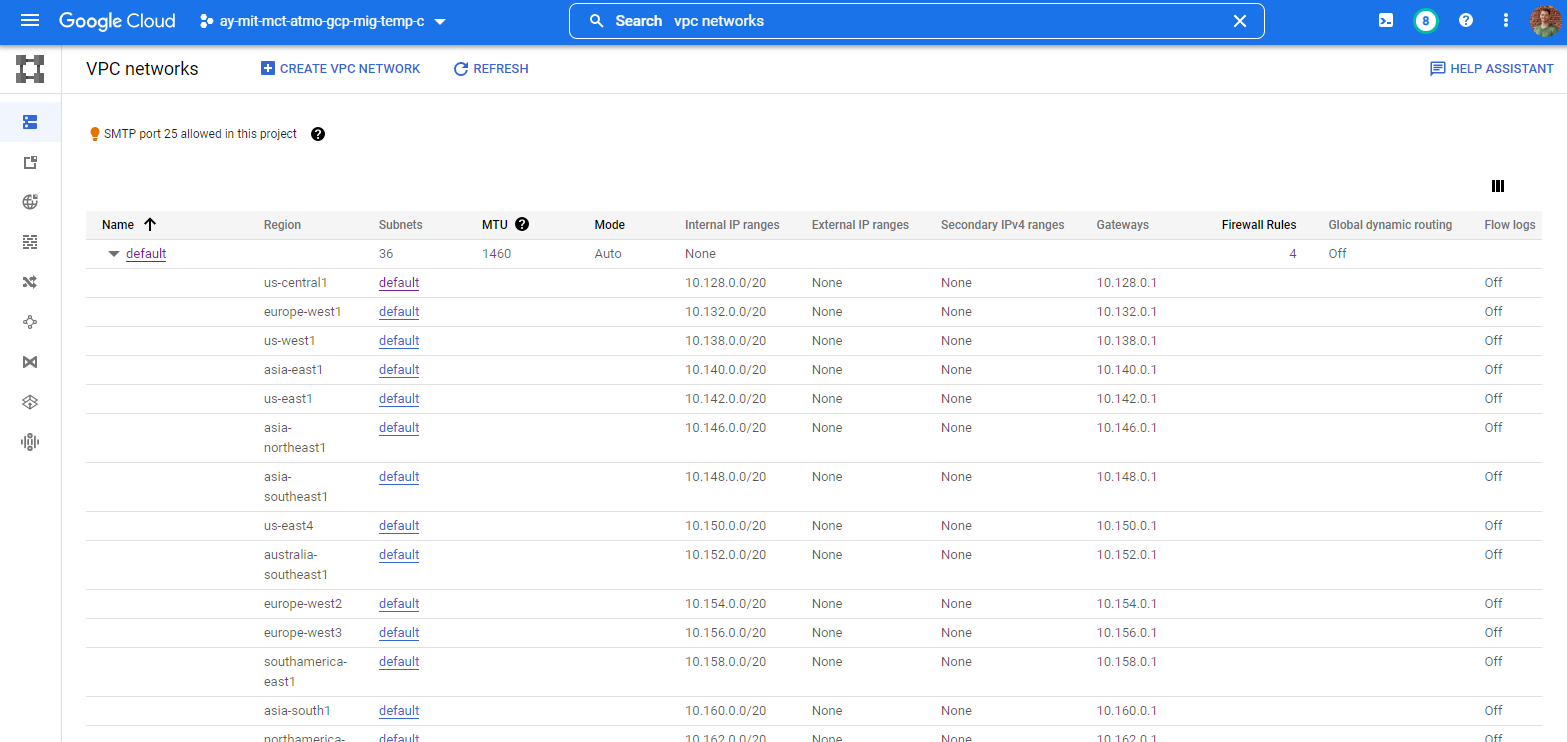 Google Cloud ay-mit-mct-atmo-gcp-mig-temp-c Search vpc networks 8
VPC networks CREATE VPC NETWORK REFRESH HELP ASSISTANT
SMTP port 25 allowed in this project
Name Region Subnets MTU Mode Internal IP ranges External IP ranges Secondary IPv4 ranges Gateways Firewall Rules Global dynamic routing Flow logs
default 36 1460 Auto None 4 Off
us-central1 default 10.128.0.0/20 None None 10.128.0.1 Off
europe-west1 default 10.132.0.0/20 None None 10.132.0.1 Off
us-west1 default 10.138.0.0/20 None None 10.138.0.1 Off
asia-east1 default 10.140.0.0/20 None None 10.140.0.1 Off
us-east1 default 10.142.0.0/20 None None 10.142.0.1 Off
asia- default 10.146.0.0/20 None None 10.146.0.1 Off
northeast1
asia- default 10.148.0.0/20 None None 10.148.0.1 Off
southeast1
us-east4 default 10.150.0.0/20 None None 10.150.0.1 Off
australia- default 10.152.0.0/20 None None 10.152.0.1 Off
southeast1
europe-west2 default 10.154.0.0/20 None None 10.154.0.1 Off
europe-west3 default 10.156.0.0/20 None None 10.156.0.1 Off
southamerica- default 10.158.0.0/20 None None 10.158.0.1 Off
east1
asia-south1 default 10.160.0.0/20 None None 10.160.0.1 Off
northamerica- default 10.162.0.0/20 None None 10.162.0.1 Off